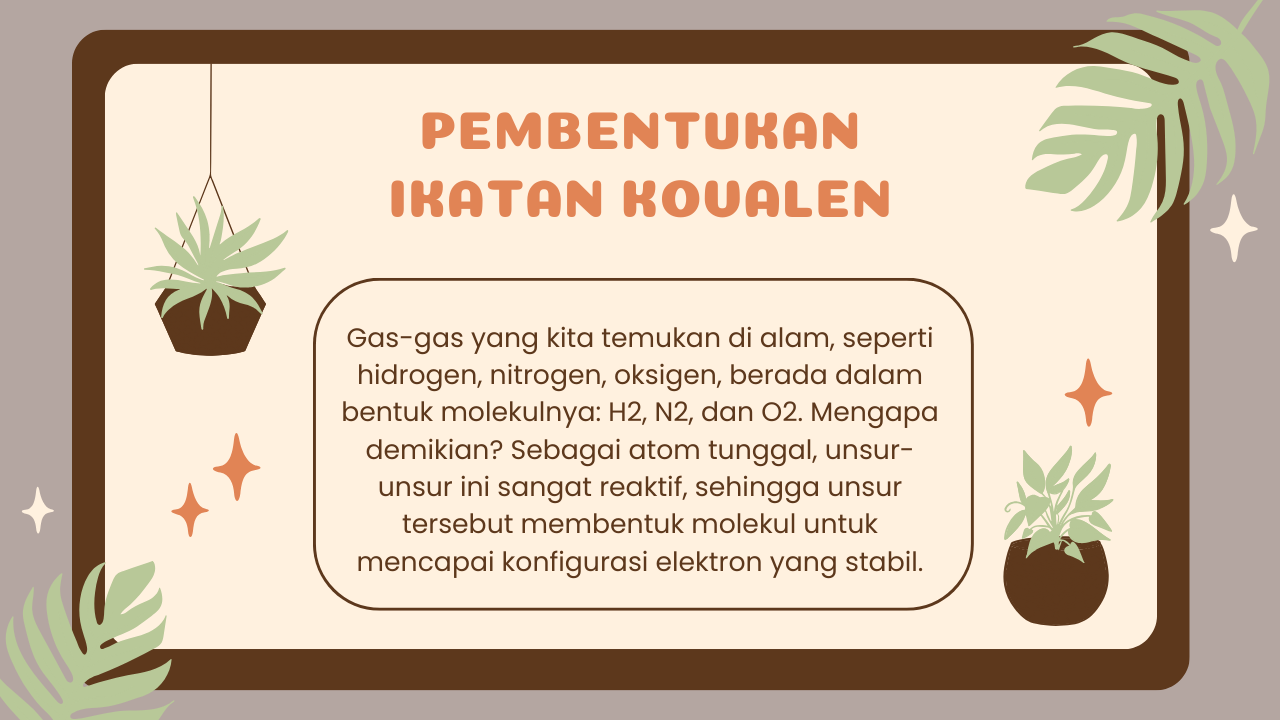 PEMBENTUKAN
IKATAN KOVALEN
Gas-gas yang kita temukan di alam, seperti
hidrogen, nitrogen, oksigen, berada dalam
bentuk molekulnya: H2, N2, dan O2. Mengapa
demikian? Sebagai atom tunggal, unsur-
unsur ini sangat reaktif, sehingga unsur
tersebut membentuk molekul untuk
mencapai konfigurasi elektron yang stabil.